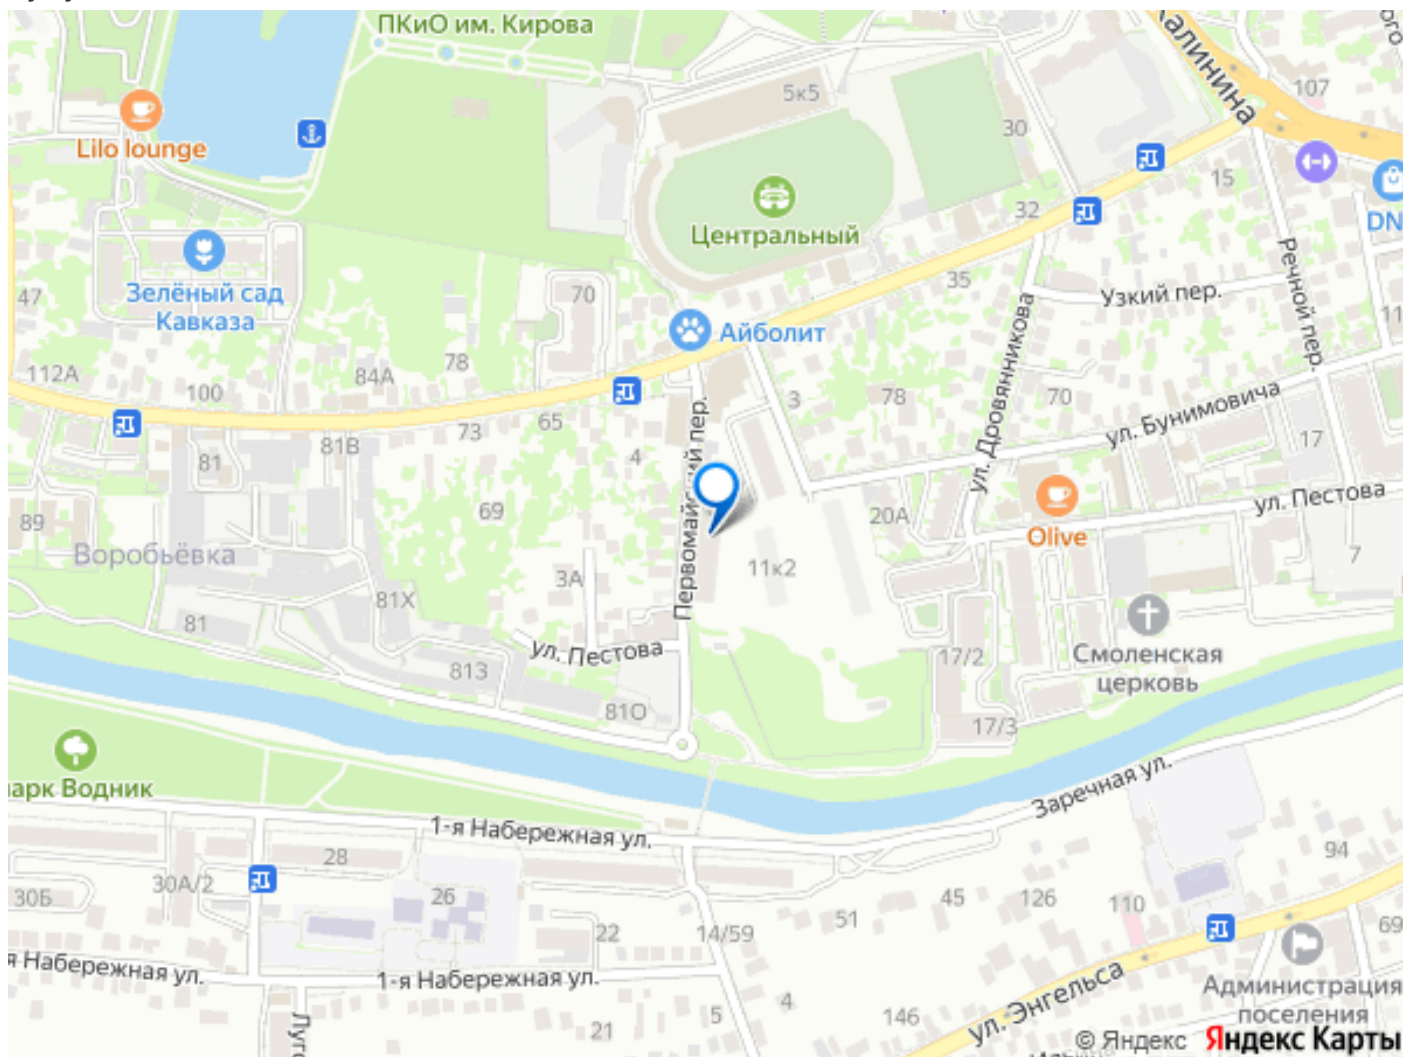 ПКиО им. Кирова
Калинина
107
5к5
30
Lilo lounge
15
Центральный
32
DN
Речной пер.
47
Зелёный сад
Кавказа
70
35
Узкий пер.
11
Айболит
112А
100
84А
78
3
78
ул. Дровянникова
70
ул. Бунимовича
65
73
81В
81
4
Первомайский пер.
17
69
20А
Olive
ул. Пестова
89
Воробьёвка
3А
11к2
7
81Х
81
ул. Пестова
813
17/2
Смоленская
церковь
81О
17/3
парк Водник
Заречная ул.
1-я Набережная ул.
28
94
30Б
30А/2
26
45
126
110
51
22
14/59
69
я Набережная ул.
1-я Набережная ул.
ул. Энгельса
Администрация
поселения
4
5
146
21
© Яндекс Яндекс Карты